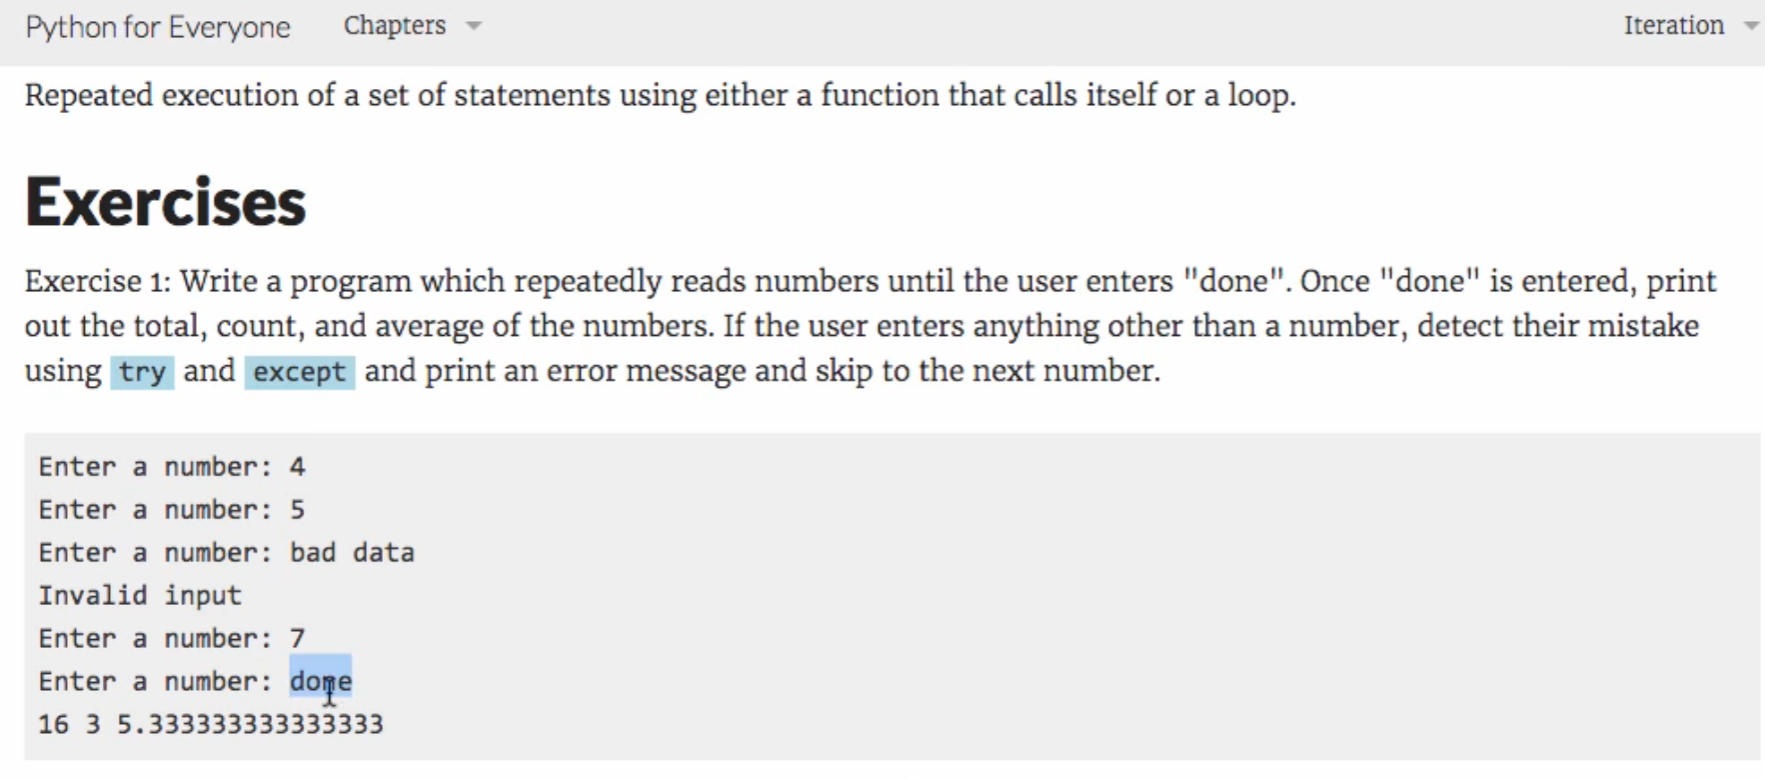 Python for Everyone Chapters Iteration
Repeated execution of a set of statements using either a function that calls itself or a loop.
Exercises
Exercise 1: Write a program which repeatedly reads numbers until the user enters "done". Once "done" is entered, print
out the total, count, and average of the numbers. If the user enters anything other than a number, detect their mistake
using try and except and print an error message and skip to the next number.
Enter a number: 4
Enter a number: 5
Enter a number: bad data
Invalid input
Enter a number: 7
Enter a number: done
16 3 5.333333333333333